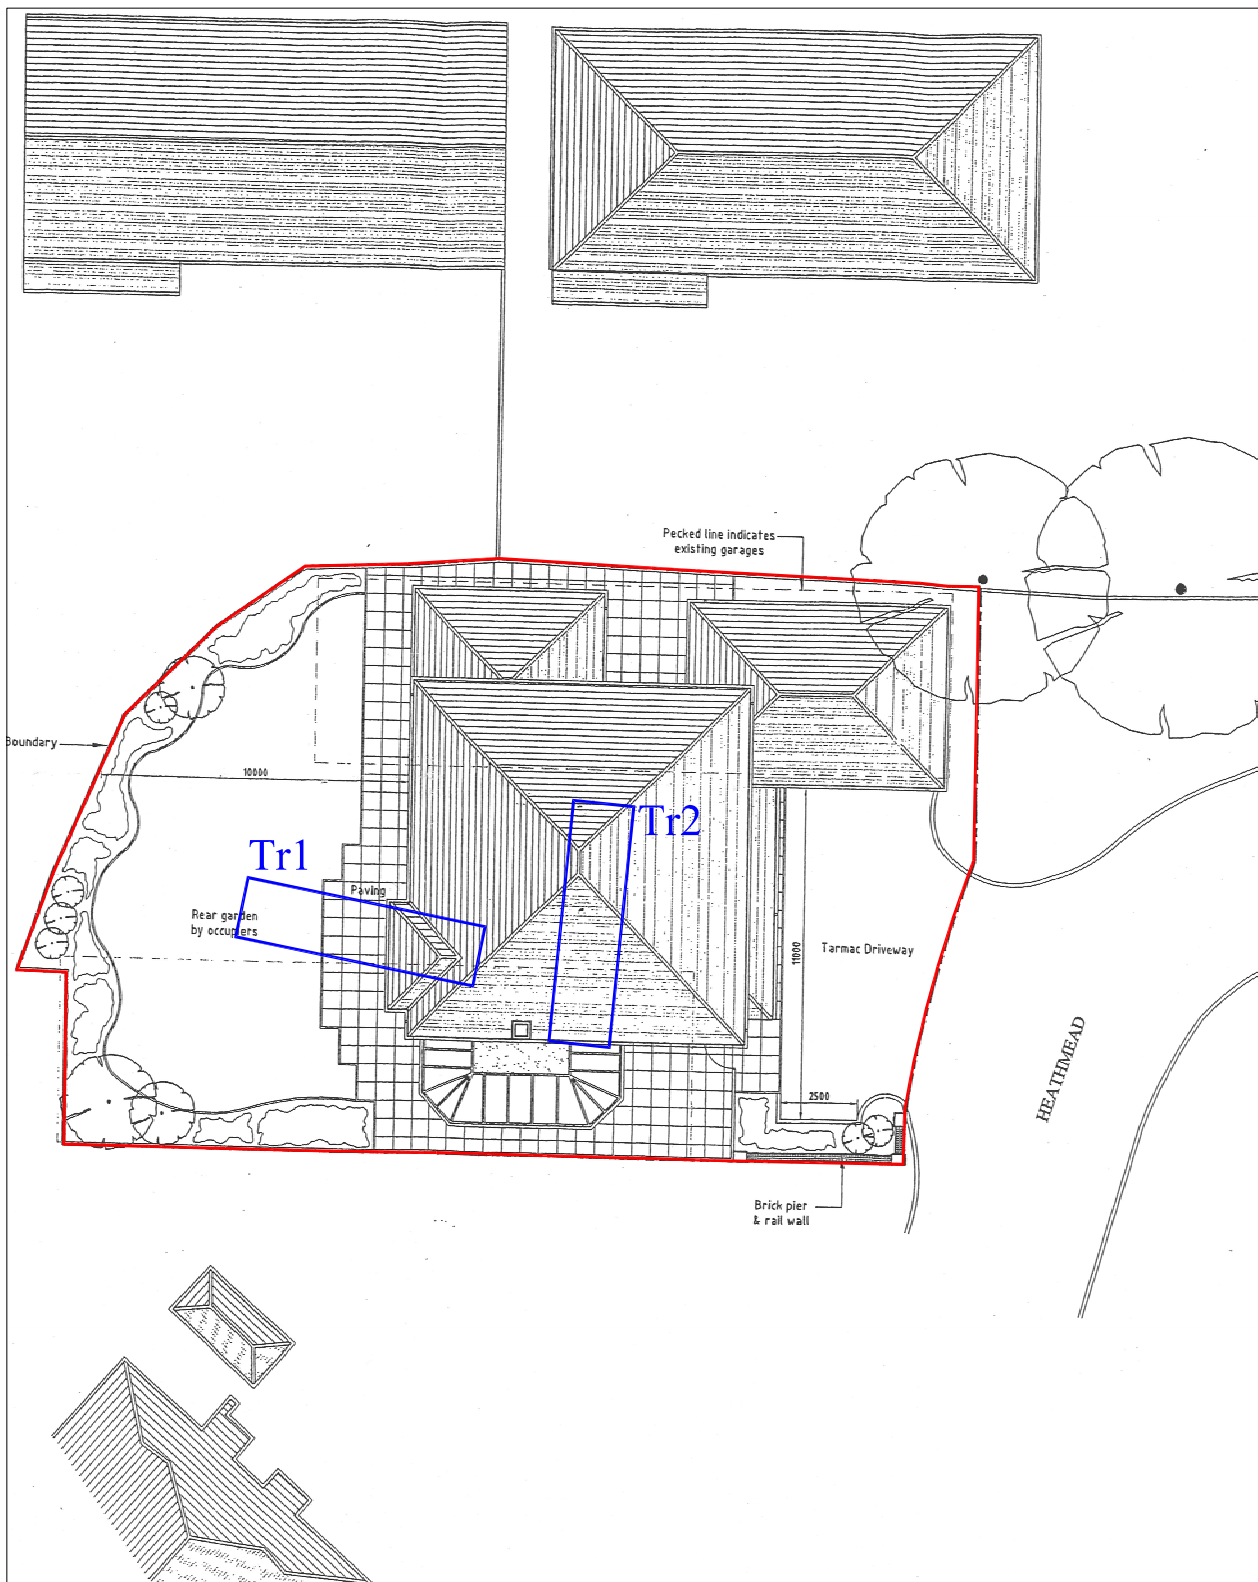 Pecked line indicates
existing garages
Boundary
10000
Tr2
Tr1
Paving
Rear garden
by occupiers
11000
Tarmac Driveway
HEATHMEAD
2500
Brick pier
& rail wall